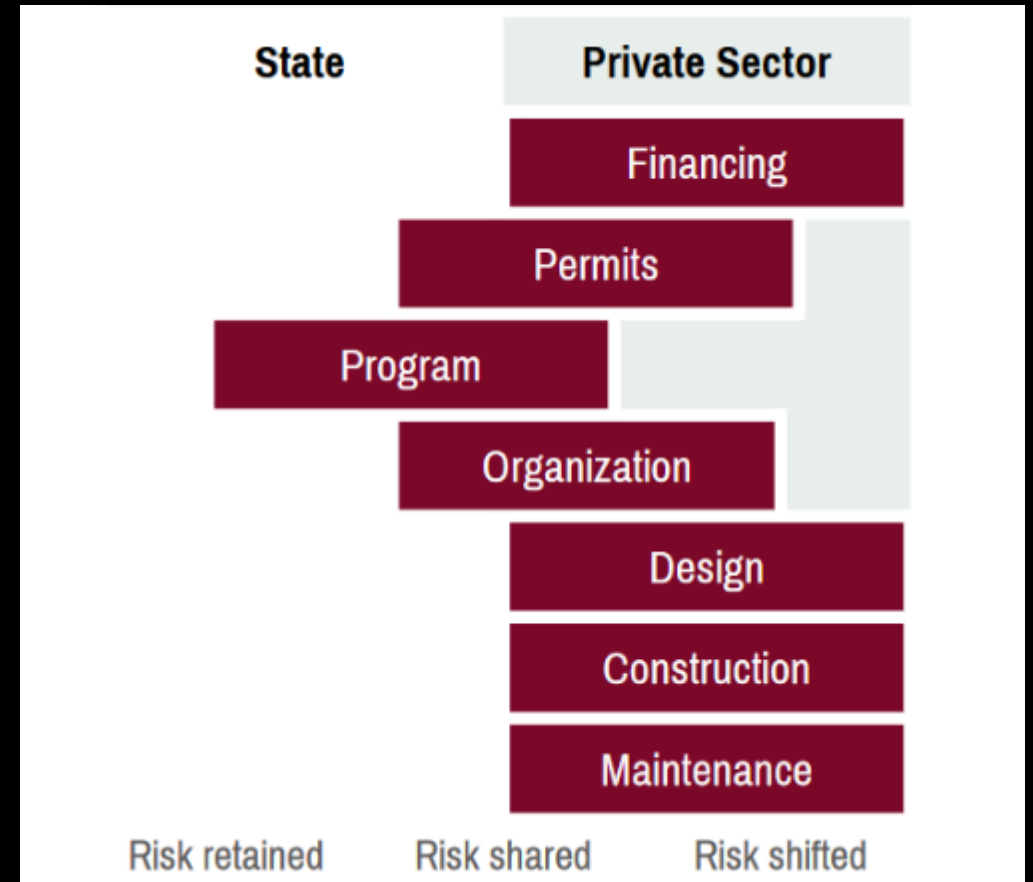 State Private Sector
Financing
Permits
Program
Organization
Design
Construction
Maintenance
Risk retained Risk shared Risk shifted